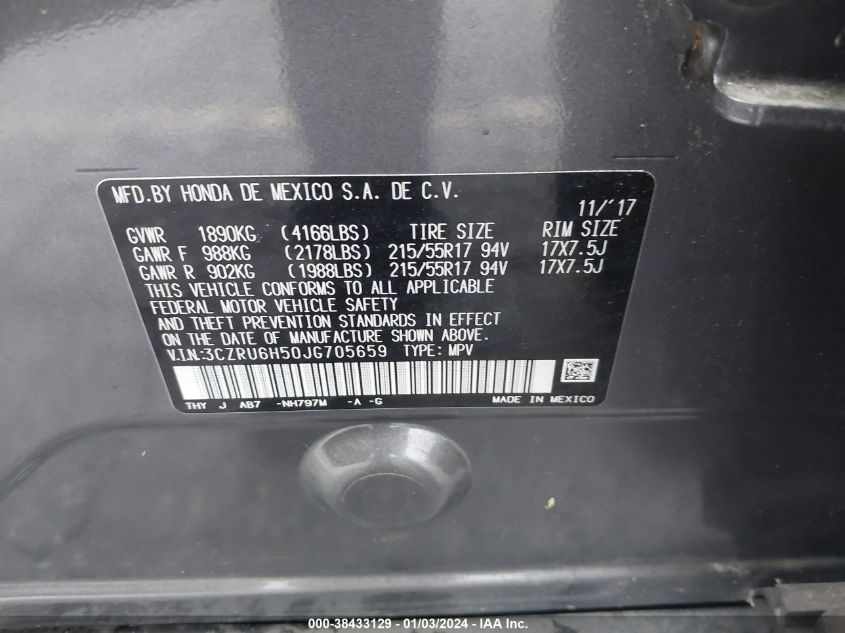 MFD.BY HONDA DE MEXICO S.A. DE C.V. 11/'17
GVWR 1890KG (4166LBS) TIRE SIZE RIM SIZE
GAWR F 988KG (2178LBS) 215/55R17 94V 17X7.5J
GAWR R 902KG (1988LBS) 215/55R17 94V 17X7.5J
THIS VEHICLE CONFORMS TO ALL APPLICABLE
FEDERAL MOTOR VEHICLE SAFETY
AND THEFT PREVENTION STANDARDS IN EFFECT
ON THE DATE OF MANUFACTURE SHOWN ABOVE.
V.I.N:3CZRU6H50JG705659 TYPE: MPV
THY J AB7 -NH797M -A -G MADE IN MEXICO
000-38433129 - 01/03/2024 - IAA Inc.